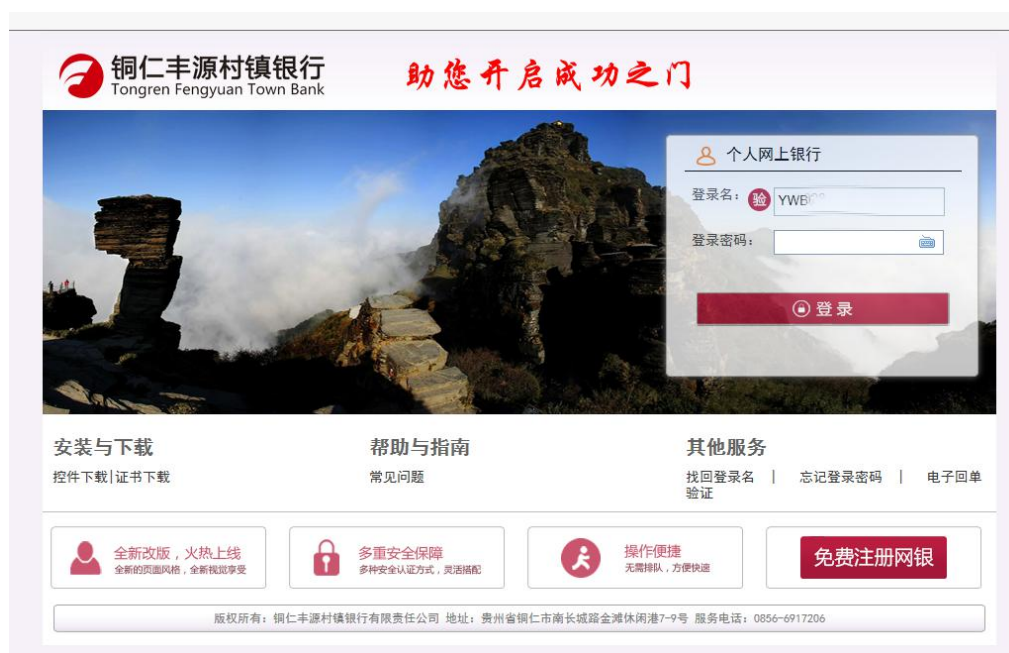 铜仁丰源村镇银行
Tongren Fengyuan Town Bank
助您开启成功之门
个人网上银行
登录名：
验
登录密码：
登录
安装与下载
控件下载|证书下载
帮助与指南
常见问题
其他服务
找回登录名 | 忘记登录密码 | 电子回单
验证
全新改版，火热上线
全新的页面风格，全新视觉享受
多重安全保障
多种安全认证方式，灵活搭配
操作便捷
无需排队，方便快速
免费注册网银
版权所有：铜仁丰源村镇银行有限责任公司 地址：贵州省铜仁市南长城路金滩休闲港7-9号 服务电话：0856-6917206